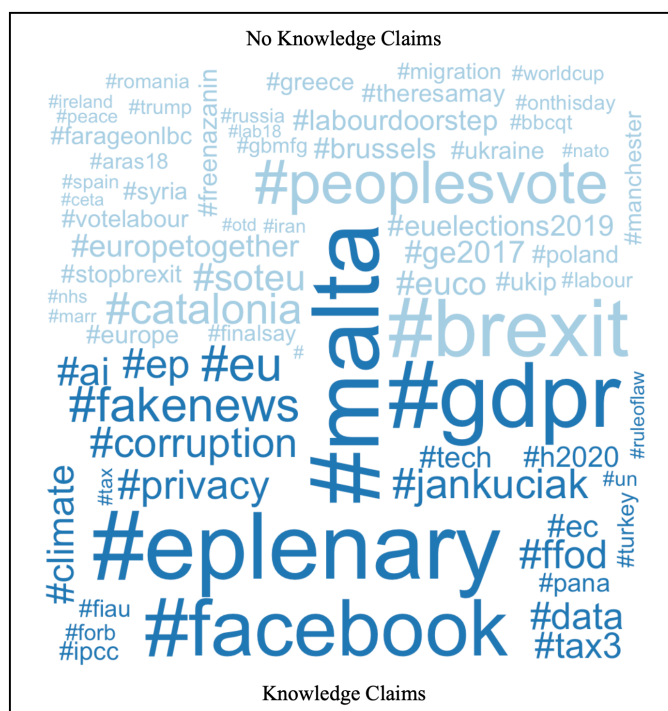 No Knowledge Claims
#romania
#freenazanin
#greece
#migration
#worldcup
#ireland
#peace
#trump
#russia
#theresamay
#onthisday
#farageonlbc
#lab18
#labourdoorstep
#bbcqt
#manchester
#aras18
#gbmfg
#brussels
#ukraine
#nato
#spain
#ceta
#syria
#peoplesvote
#votelabour
#otd
#iran
#malta
#euelections2019
#europetogether
#ge2017
#poland
#stopbrexit
#soteu
#euco
#ukip
#labour
#nhs
#marr
#catalonia
#brexit
#europe
#finalsay
#
#ai
#ep
#eu
#gdpr
#ruleoflaw
#fakenews
#corruption
#tech
#h2020
#climate
#tax
#privacy
#jankuciak
#un
#turkey
#eplenary
#ec
#ffod
#pana
#fiau
#facebook
#data
#forb
#ipcc
#tax3
Knowledge Claims